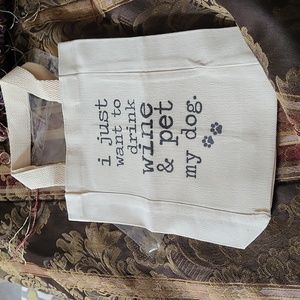 i just
want to
drink
wine
& pet
my dog.